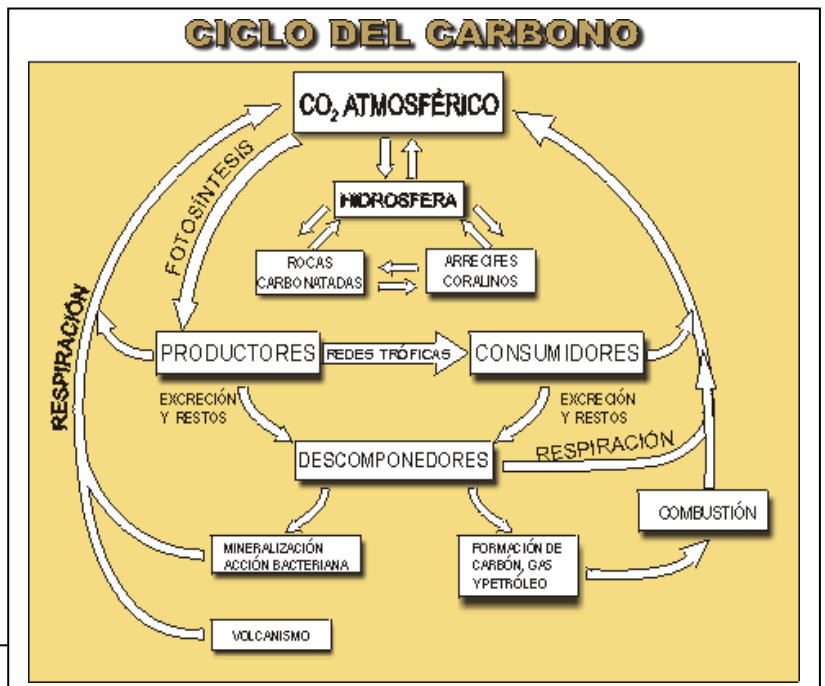 CICLO DEL CARBONO
CO₂ ATMOSFÉRICO
FOTOSÍNTESIS
HIDROSFERA
ROCAS
CARBONATADAS
ARRECIFES
CORALINOS
RESPIRACIÓN
PRODUCTORES
REDES TRÓFICAS
CONSUMIDORES
EXCRECIÓN
Y RESTOS
EXCRECIÓN
Y RESTOS
DESCOMPONEDORES
RESPIRACIÓN
COMBUSTIÓN
MINERALIZACIÓN
ACCIÓN BACTERIANA
FORMACIÓN DE
CARBÓN, GAS
YPETRÓLEO
VOLCANISMO